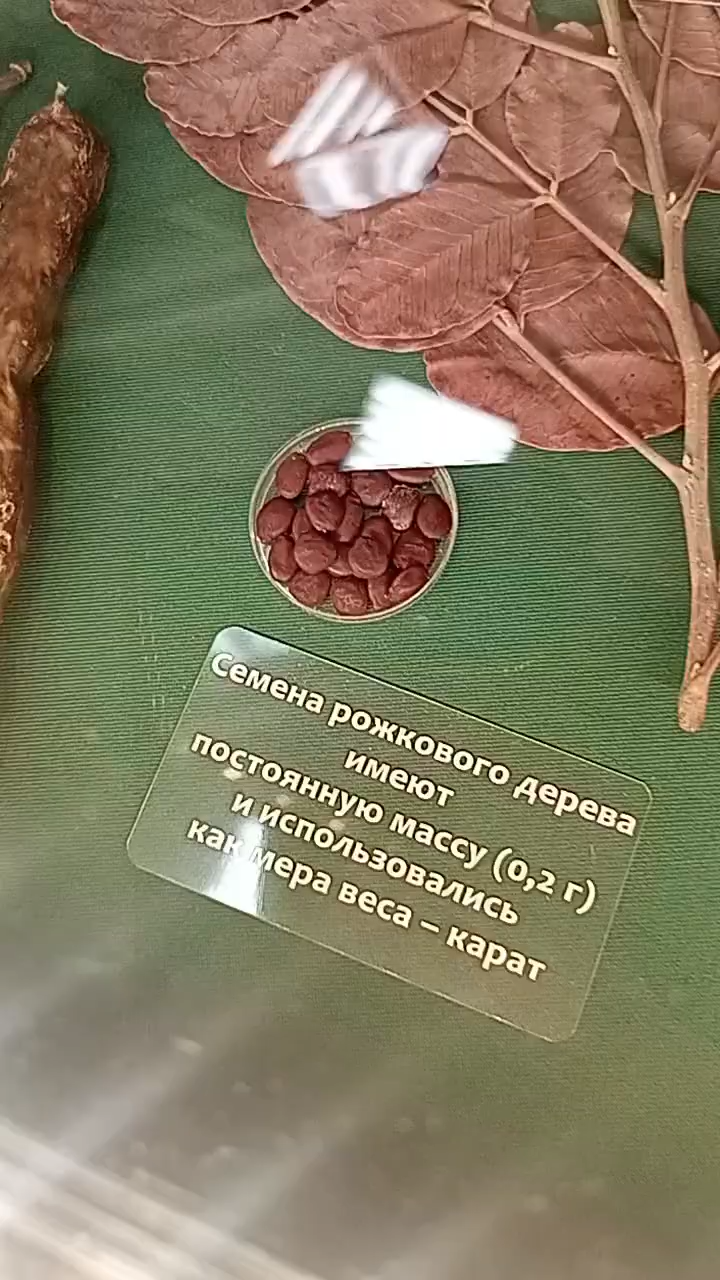 Семена рожкового дерева
имеют
постоянную массу (0,2 г)
и использовались
как мера веса – карат